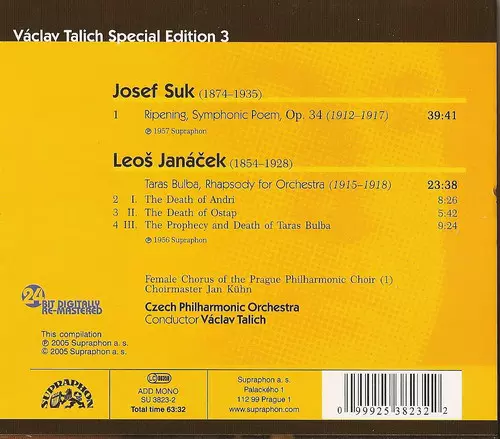 Václav Talich Special Edition 3
Josef Suk (1874–1935)
1 Ripening, Symphonic Poem, Op. 34 (1912–1917) 39:41
℗ 1957 Supraphon
Leoš Janáček (1854–1928)
Taras Bulba, Rhapsody for Orchestra (1915–1918) 23:38
2 I. The Death of Andri 8:26
3 II. The Death of Ostap 5:42
4 III. The Prophecy and Death of Taras Bulba 9:24
℗ 1956 Supraphon
Female Chorus of the Prague Philharmonic Choir (1)
Choirmaster Jan Kühn
24 BIT DIGITALLY
RE-MASTERED
Czech Philharmonic Orchestra
Conductor Václav Talich
This compilation
℗ 2005 Supraphon a. s.
© 2005 Supraphon a. s.
SUPRAPHON
ADD MONO
SU 3823-2
Total time 63:32
Supraphon a. s.
Palackého 1
112 99 Prague 1
www.supraphon.com
0 99925 38232 2